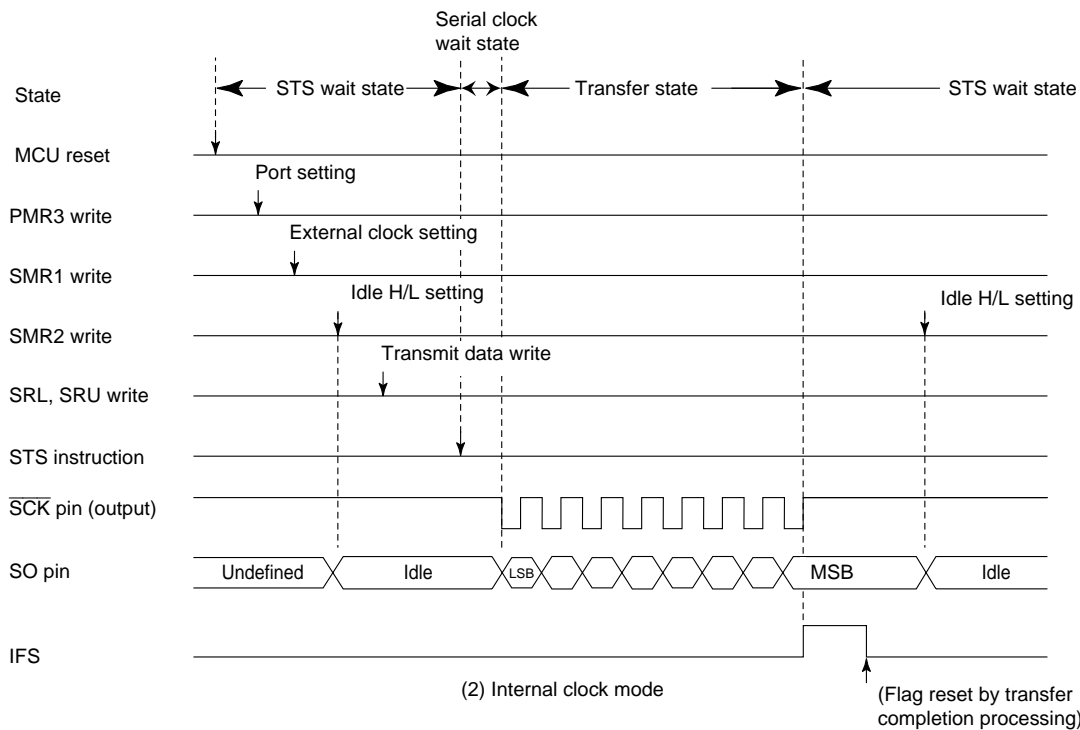 Serial clock
wait state
State
STS wait state
Transfer state
STS wait state
MCU reset
Port setting
PMR3 write
External clock setting
SMR1 write
Idle H/L setting
Idle H/L setting
SMR2 write
Transmit data write
SRL, SRU write
STS instruction
SCK pin (output)
SO pin
Undefined
Idle
LSB
MSB
Idle
IFS
(2) Internal clock mode
(Flag reset by transfer
completion processing)